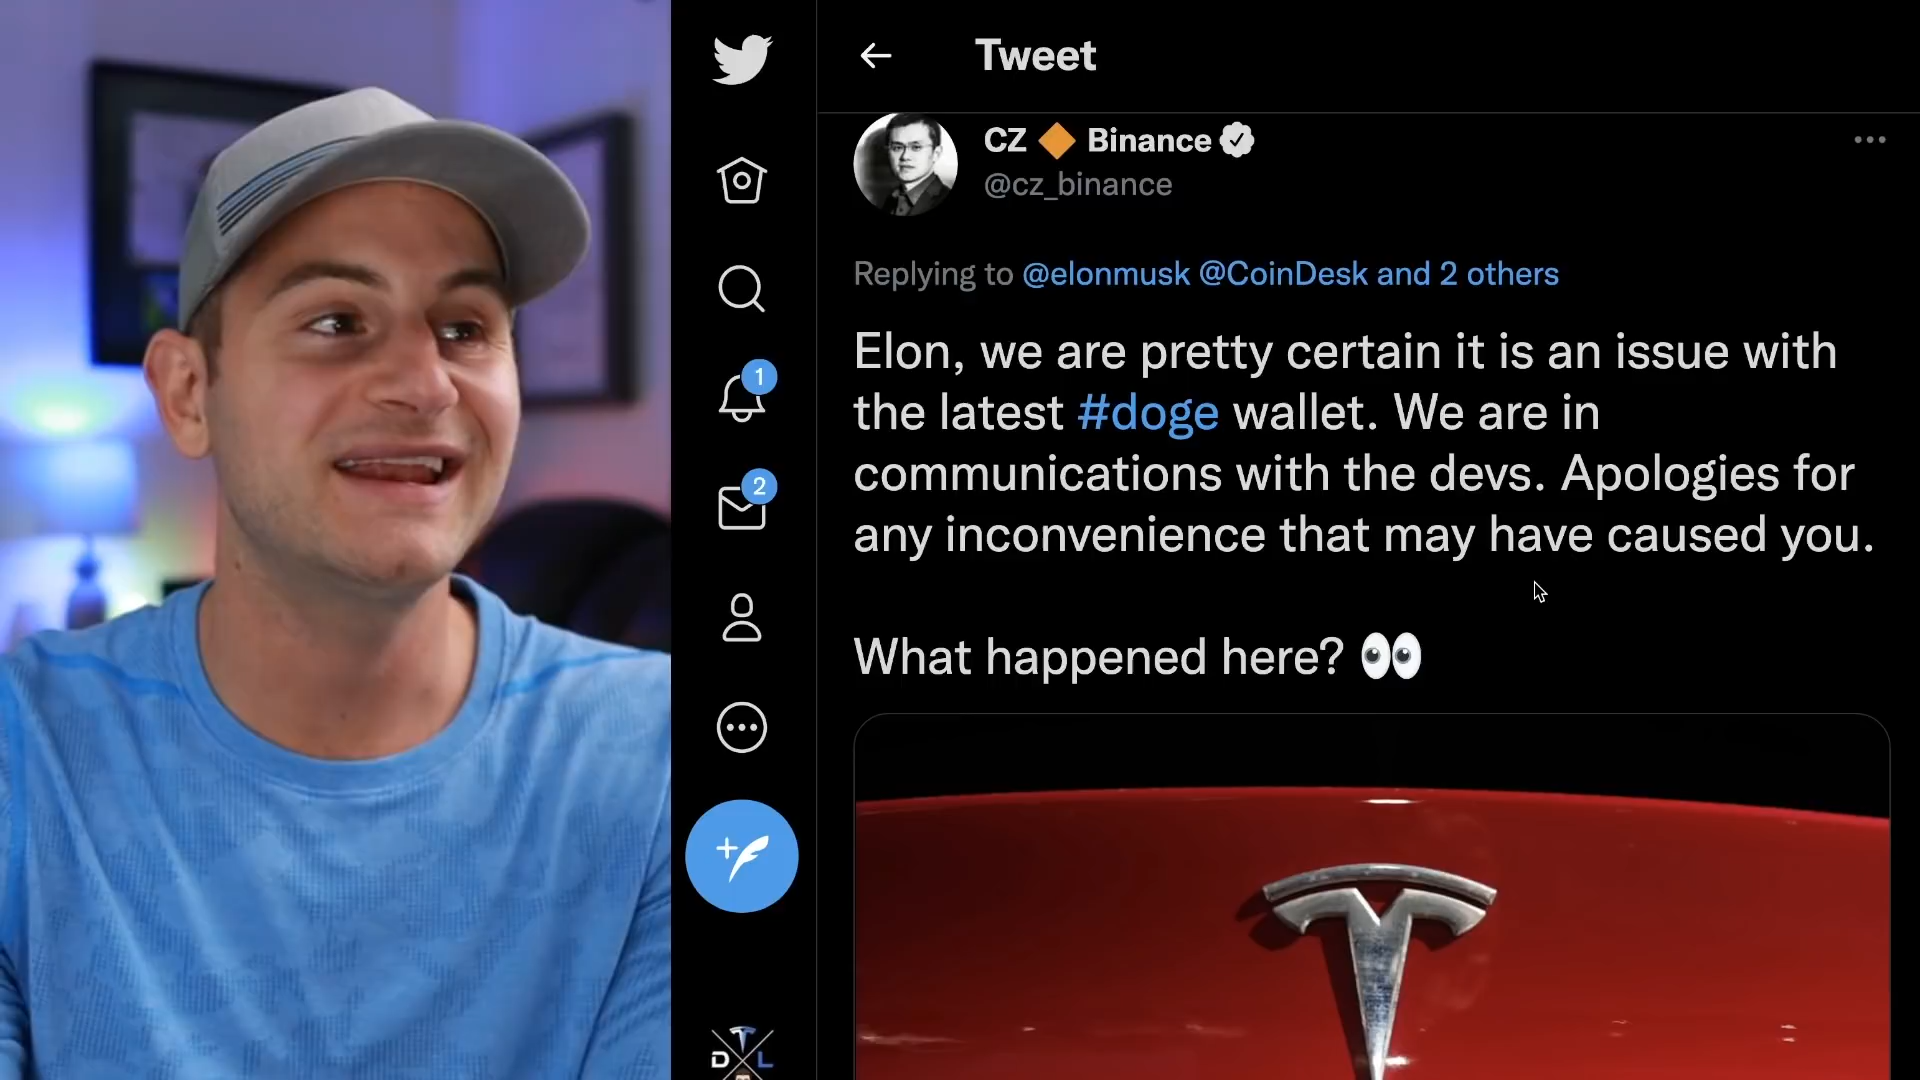 Tweet
CZ 🔶 Binance
@cz_binance
Replying to @elonmusk @CoinDesk and 2 others
Elon, we are pretty certain it is an issue with
the latest #doge wallet. We are in
communications with the devs. Apologies for
any inconvenience that may have caused you.
What happened here? 👀
1
2
D L